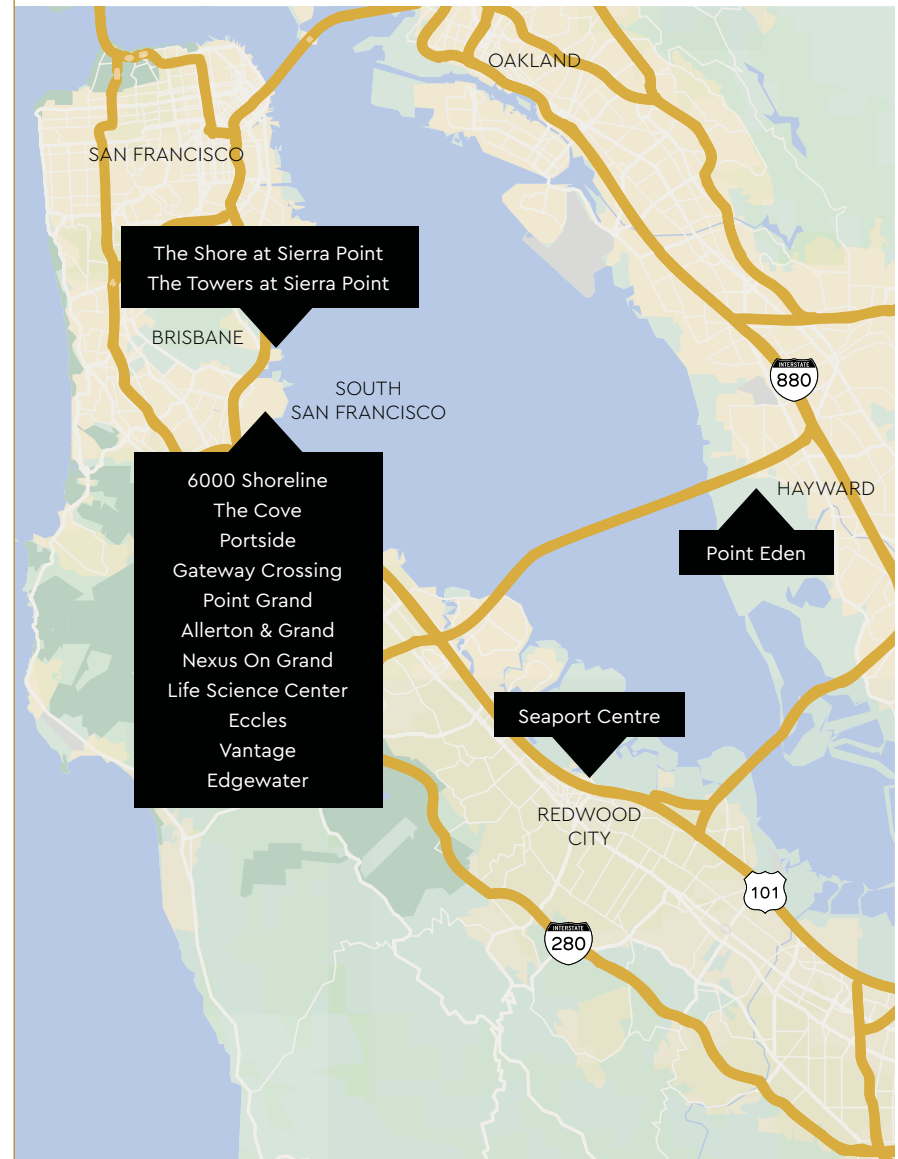 OAKLAND
SAN FRANCISCO
The Shore at Sierra Point
The Towers at Sierra Point
BRISBANE
INTERSTATE
880
SOUTH
SAN FRANCISCO
6000 Shoreline
The Cove
Portside
Gateway Crossing
Point Grand
Allerton & Grand
Nexus On Grand
Life Science Center
Eccles
Vantage
Edgewater
HAYWARD
Point Eden
Seaport Centre
REDWOOD
CITY
101
INTERSTATE
280